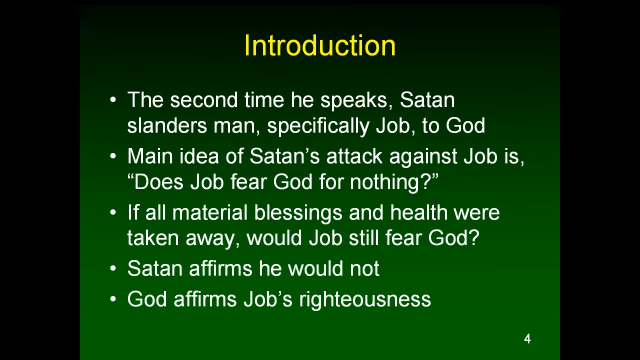 Introduction
• The second time he speaks, Satan
slanders man, specifically Job, to God
• Main idea of Satan’s attack against Job is,
“Does Job fear God for nothing?”
• If all material blessings and health were
taken away, would Job still fear God?
• Satan affirms he would not
• God affirms Job’s righteousness
4